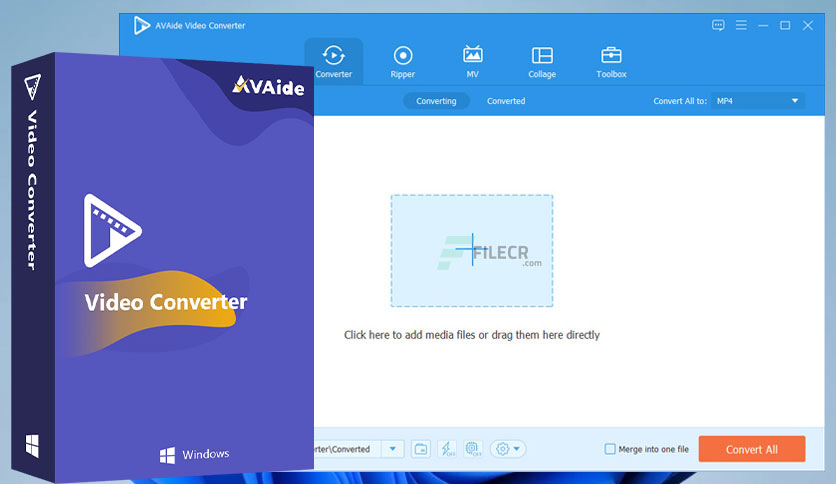 AVAide Video Converter
Converter
Ripper
MV
Collage
Toolbox
Converting
Converted
Convert All to:
MP4
AVAide
Video Converter
Video Converter
Windows
FILECR
.com
Click here to add media files or drag them here directly
rter\Converted
OFF
OFF
Merge into one file
Convert All